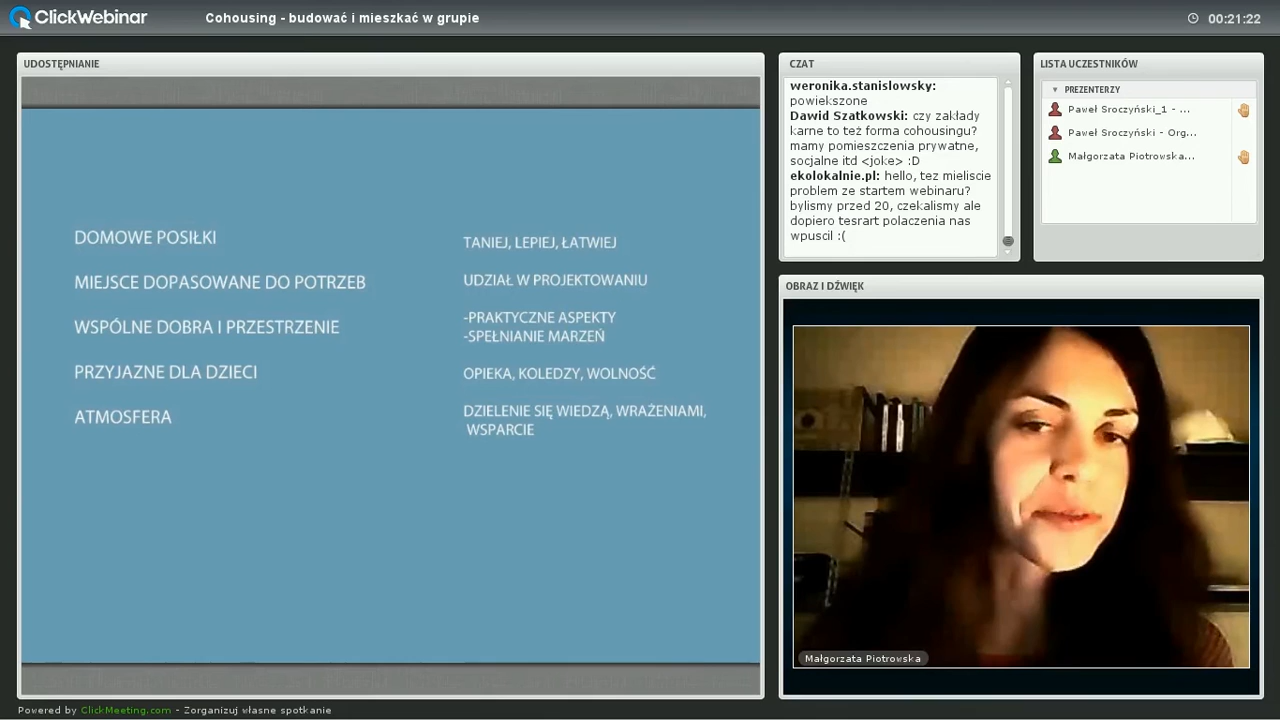 ClickWebinar
Cohousing - budować i mieszkać w grupie
00:21:22
UDOSTĘPNIANIE
DOMOWE POSIŁKI
MIEJSCE DOPASOWANE DO POTRZEB
WSPÓLNE DOBRA I PRZESTRZENIE
PRZYJAZNE DLA DZIECI
ATMOSFERA
TANIEJ, LEPIEJ, ŁATWIEJ
UDZIAŁ W PROJEKTOWANIU
-PRAKTYCZNE ASPEKTY
-SPEŁNIANIE MARZEŃ
OPIEKA, KOLEDZY, WOLNOŚĆ
DZIELENIE SIĘ WIEDZĄ, WRAŻENIAMI,
WSPARCIE
CZAT
weronika.stanislowsky:
powiekszone
Dawid Szatkowski: czy zakłady
karne to też forma cohousingu?
mamy pomieszczenia prywatne,
socjalne itd <joke> :D
ekolokalnie.pl: hello, tez mieliscie
problem ze startem webinaru?
bylismy przed 20, czekalismy ale
dopiero tesrart polaczenia nas
wpuscil :(
LISTA UCZESTNIKÓW
PREZENTERZY
Paweł Sroczyński_1 - ...
Paweł Sroczyński - Org...
Małgorzata Piotrowska...
OBRAZ I DŹWIĘK
Małgorzata Piotrowska
Powered by ClickMeeting.com - Zorganizuj własne spotkanie